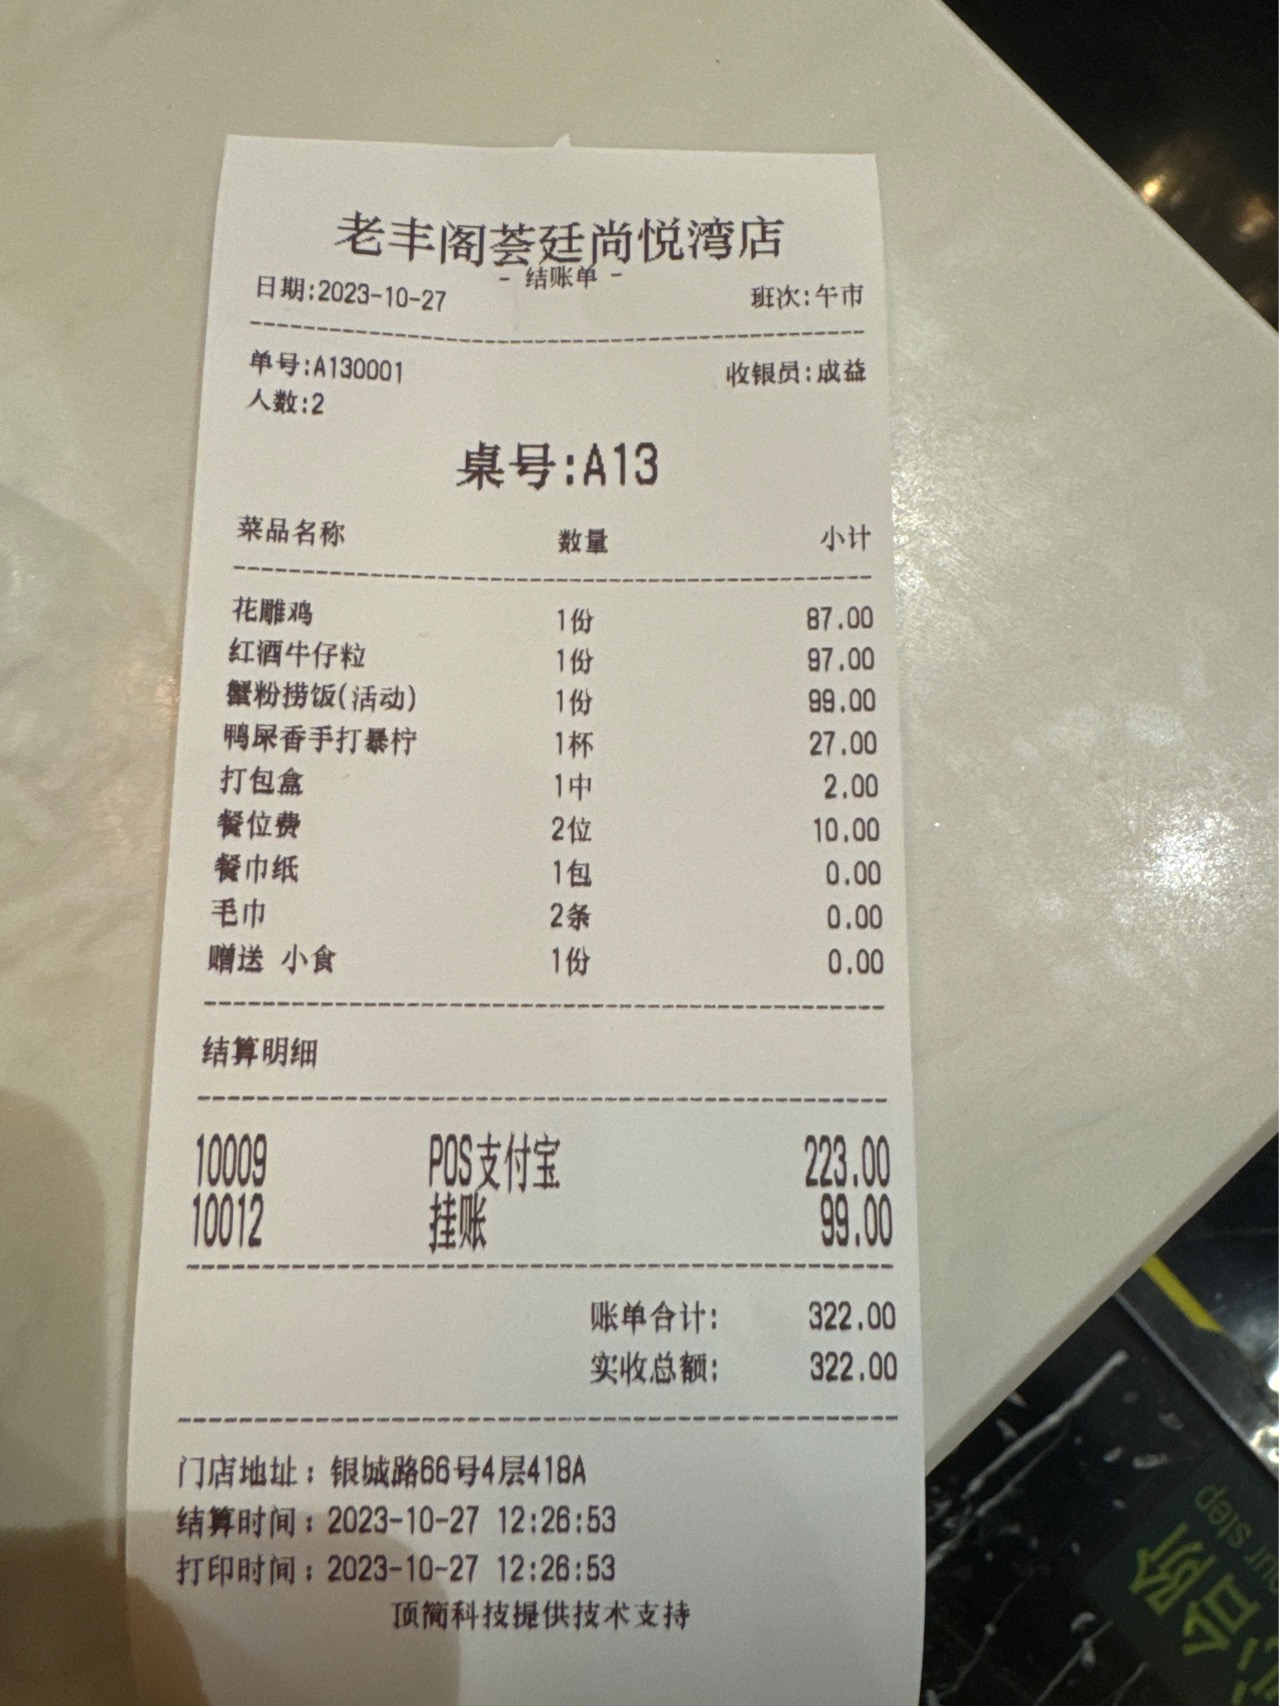 老丰阁荟廷尚悦湾店
- 结账单 -
日期:2023-10-27 班次:午市
单号:A130001 收银员:成益
人数:2
桌号:A13
菜品名称 数量 小计
花雕鸡 1份 87.00
红酒牛仔粒 1份 97.00
蟹粉捞饭(活动) 1份 99.00
鸭屎香手打暴柠 1杯 27.00
打包盒 1中 2.00
餐位费 2位 10.00
餐巾纸 1包 0.00
毛巾 2条 0.00
赠送 小食 1份 0.00
结算明细
10009 POS支付宝 223.00
10012 挂账 99.00
账单合计: 322.00
实收总额: 322.00
门店地址：银城路66号4层418A
结算时间：2023-10-27 12:26:53
打印时间：2023-10-27 12:26:53
顶简科技提供技术支持
台阶
our step